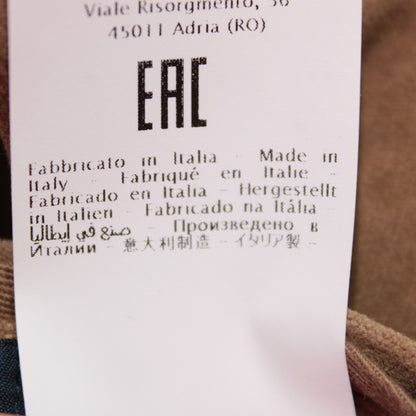 Viale Risorgimento, 36
45011 Adria (RO)
EAC
Fabbricato in Italia - Made in
Italy - Fabriqué en Italie -
Fabricado en Italia - Hergestellt
in Italien - Fabricado na Itália -
صنع في إيطاليا - Произведено в
Италии - 意大利制造 - イタリア製 -